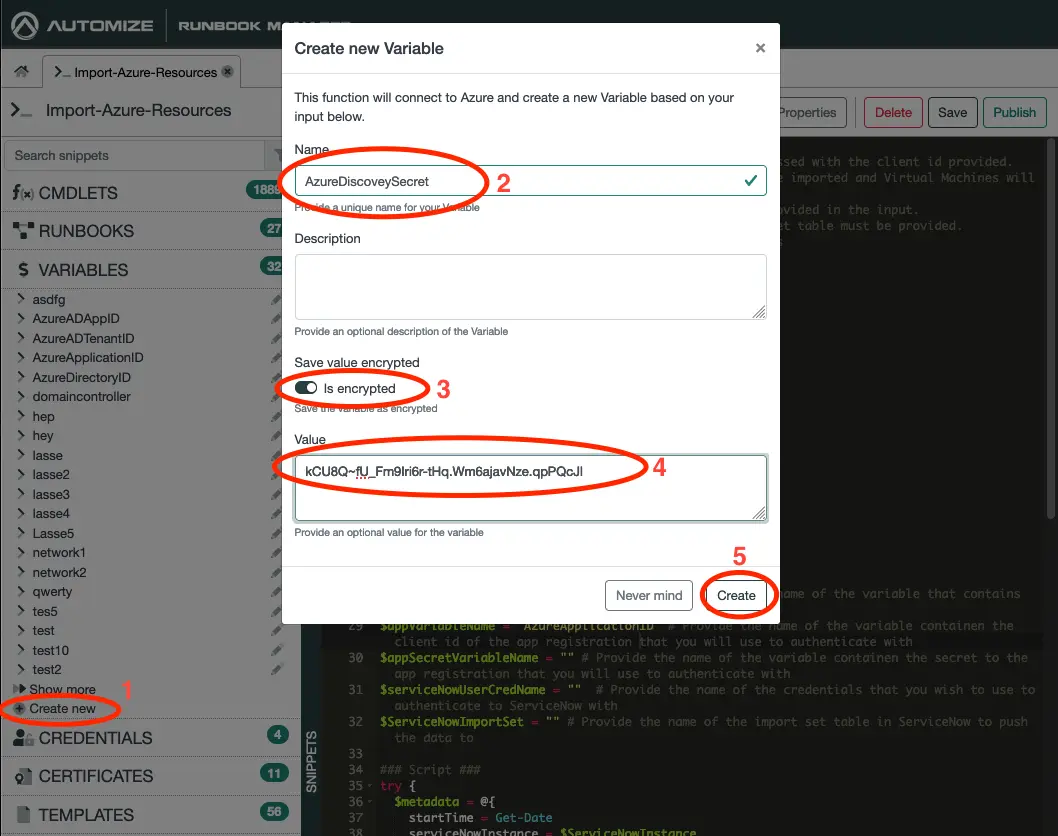 AUTOMIZE
RUNBOOK
>_ Import-Azure-Resources
>_ Import-Azure-Resources
Search snippets
f(x) CMDLETS 1889
RUNBOOKS 27
$ VARIABLES 32
asdfg
AzureADAppID
AzureADTenantID
AzureApplicationID
AzureDirectoryID
domaincontroller
hep
hey
lasse
lasse2
lasse3
lasse4
Lasse5
network1
network2
qwerty
tes5
test
test10
test2
Show more
1
Create new
CREDENTIALS 4
CERTIFICATES 11
TEMPLATES 56
SNIPPETS
Create new Variable ×
This function will connect to Azure and create a new Variable based on your
input below.
Name
AzureDiscoveySecret
2
Provide a unique name for your Variable
Description
Provide an optional description of the Variable
Save value encrypted
Is encrypted
3
Save the variable as encrypted
Value
kCU8Q~fU_Fm9Iri6r-tHq.Wm6ajavNze.qpPQcJl
4
Provide an optional value for the variable
5
Never mind
Create
Properties
Delete
Save
Publish
sed with the client id provided.
imported and Virtual Machines will
vided in the input.
t table must be provided.
name of the variable that contains
29 $appVariableName = "AzureApplicationID" # Provide the name of the variable containen the
client id of the app registration that you will use to authenticate with
30 $appSecretVariableName = "" # Provide the name of the variable containen the secret to the
app registration that you will use to authenticate with
31 $serviceNowUserCredName = "" # Provide the name of the credentials that you wish to use to
authenticate to ServiceNow with
32 $ServiceNowImportSet = "" # Provide the name of the import set table in ServiceNow to push
the data to
33
34 ### Script ###
35 try {
36 $metadata = @{
37 startTime = Get-Date
38 serviceNowInstance = $ServiceNowInstance